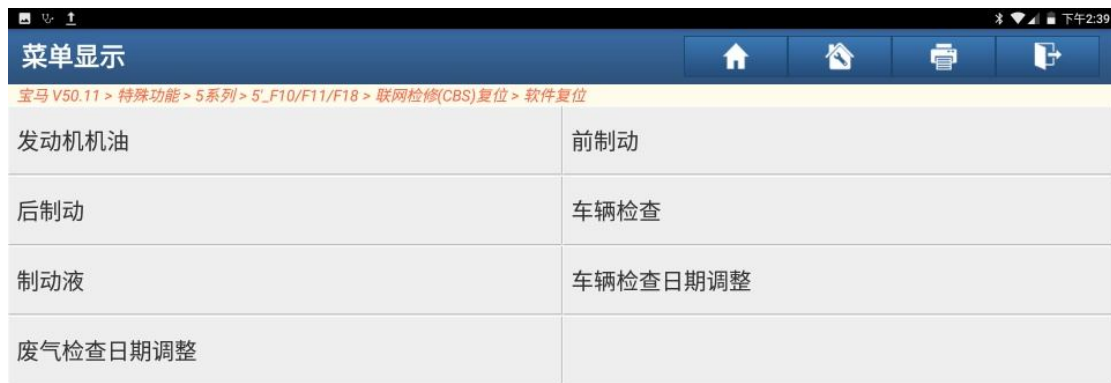 下午2:39
菜单显示
宝马 V50.11 > 特殊功能 > 5系列 > 5'_F10/F11/F18 > 联网检修(CBS)复位 > 软件复位
发动机机油
前制动
后制动
车辆检查
制动液
车辆检查日期调整
废气检查日期调整